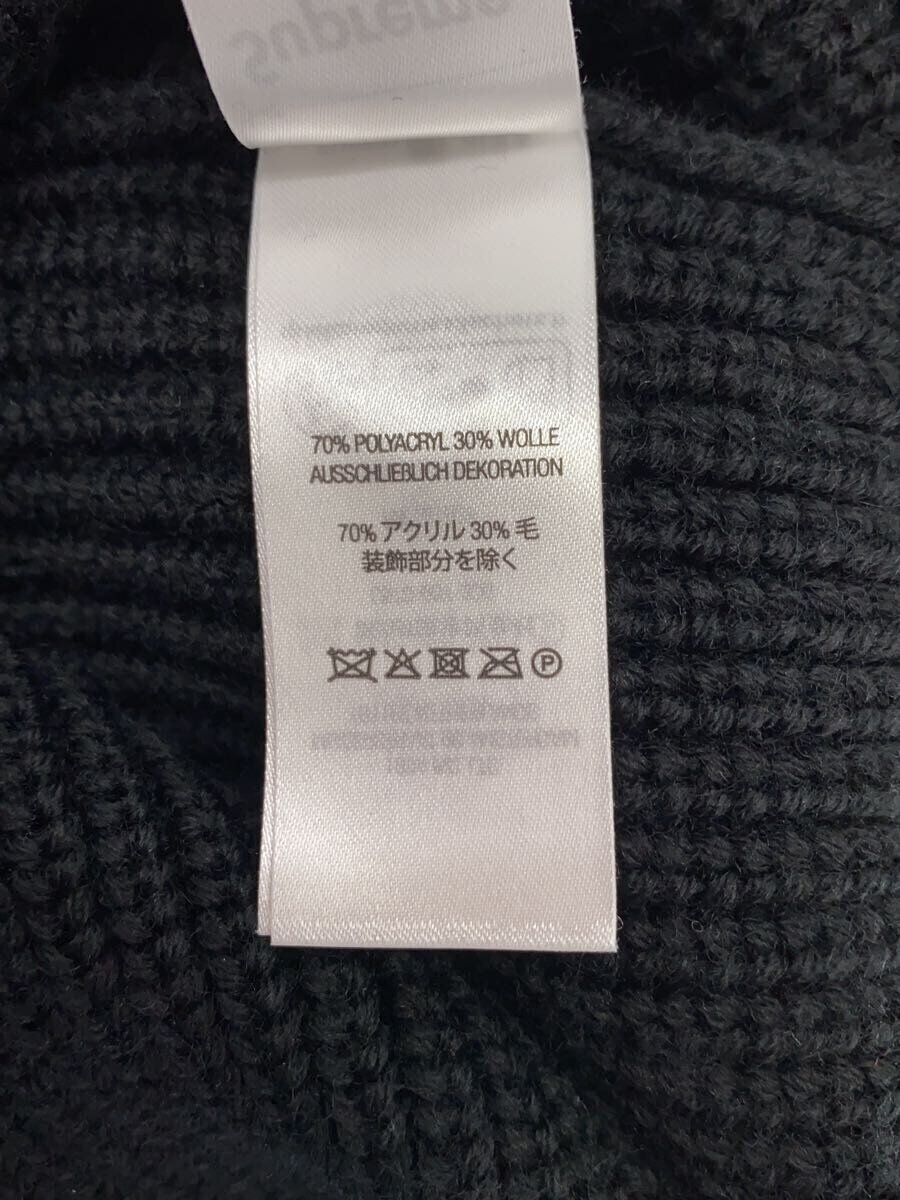 Supreme
70% POLYACRYL 30% WOLLE
AUSSCHLIEBLICH DEKORATION
70% アクリル 30% 毛
装飾部分を除く
P